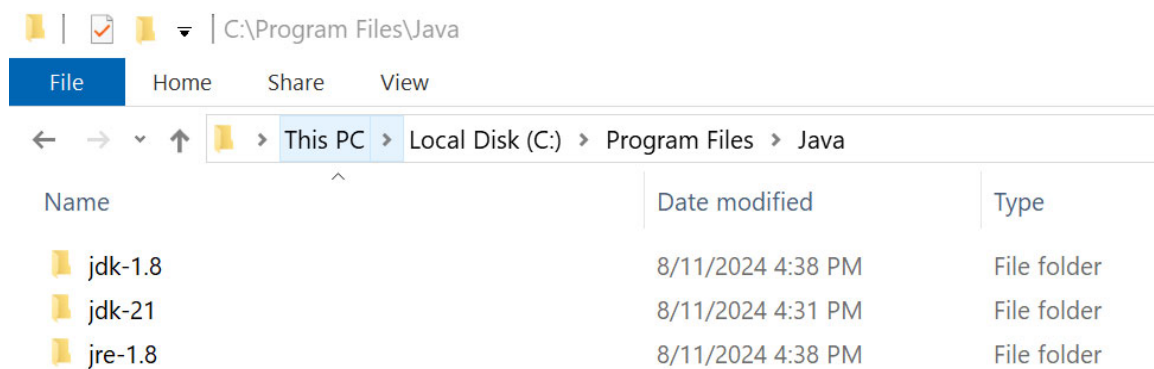 C:\Program Files\Java
File Home Share View
This PC > Local Disk (C:) > Program Files > Java
Name Date modified Type
jdk-1.8 8/11/2024 4:38 PM File folder
jdk-21 8/11/2024 4:31 PM File folder
jre-1.8 8/11/2024 4:38 PM File folder